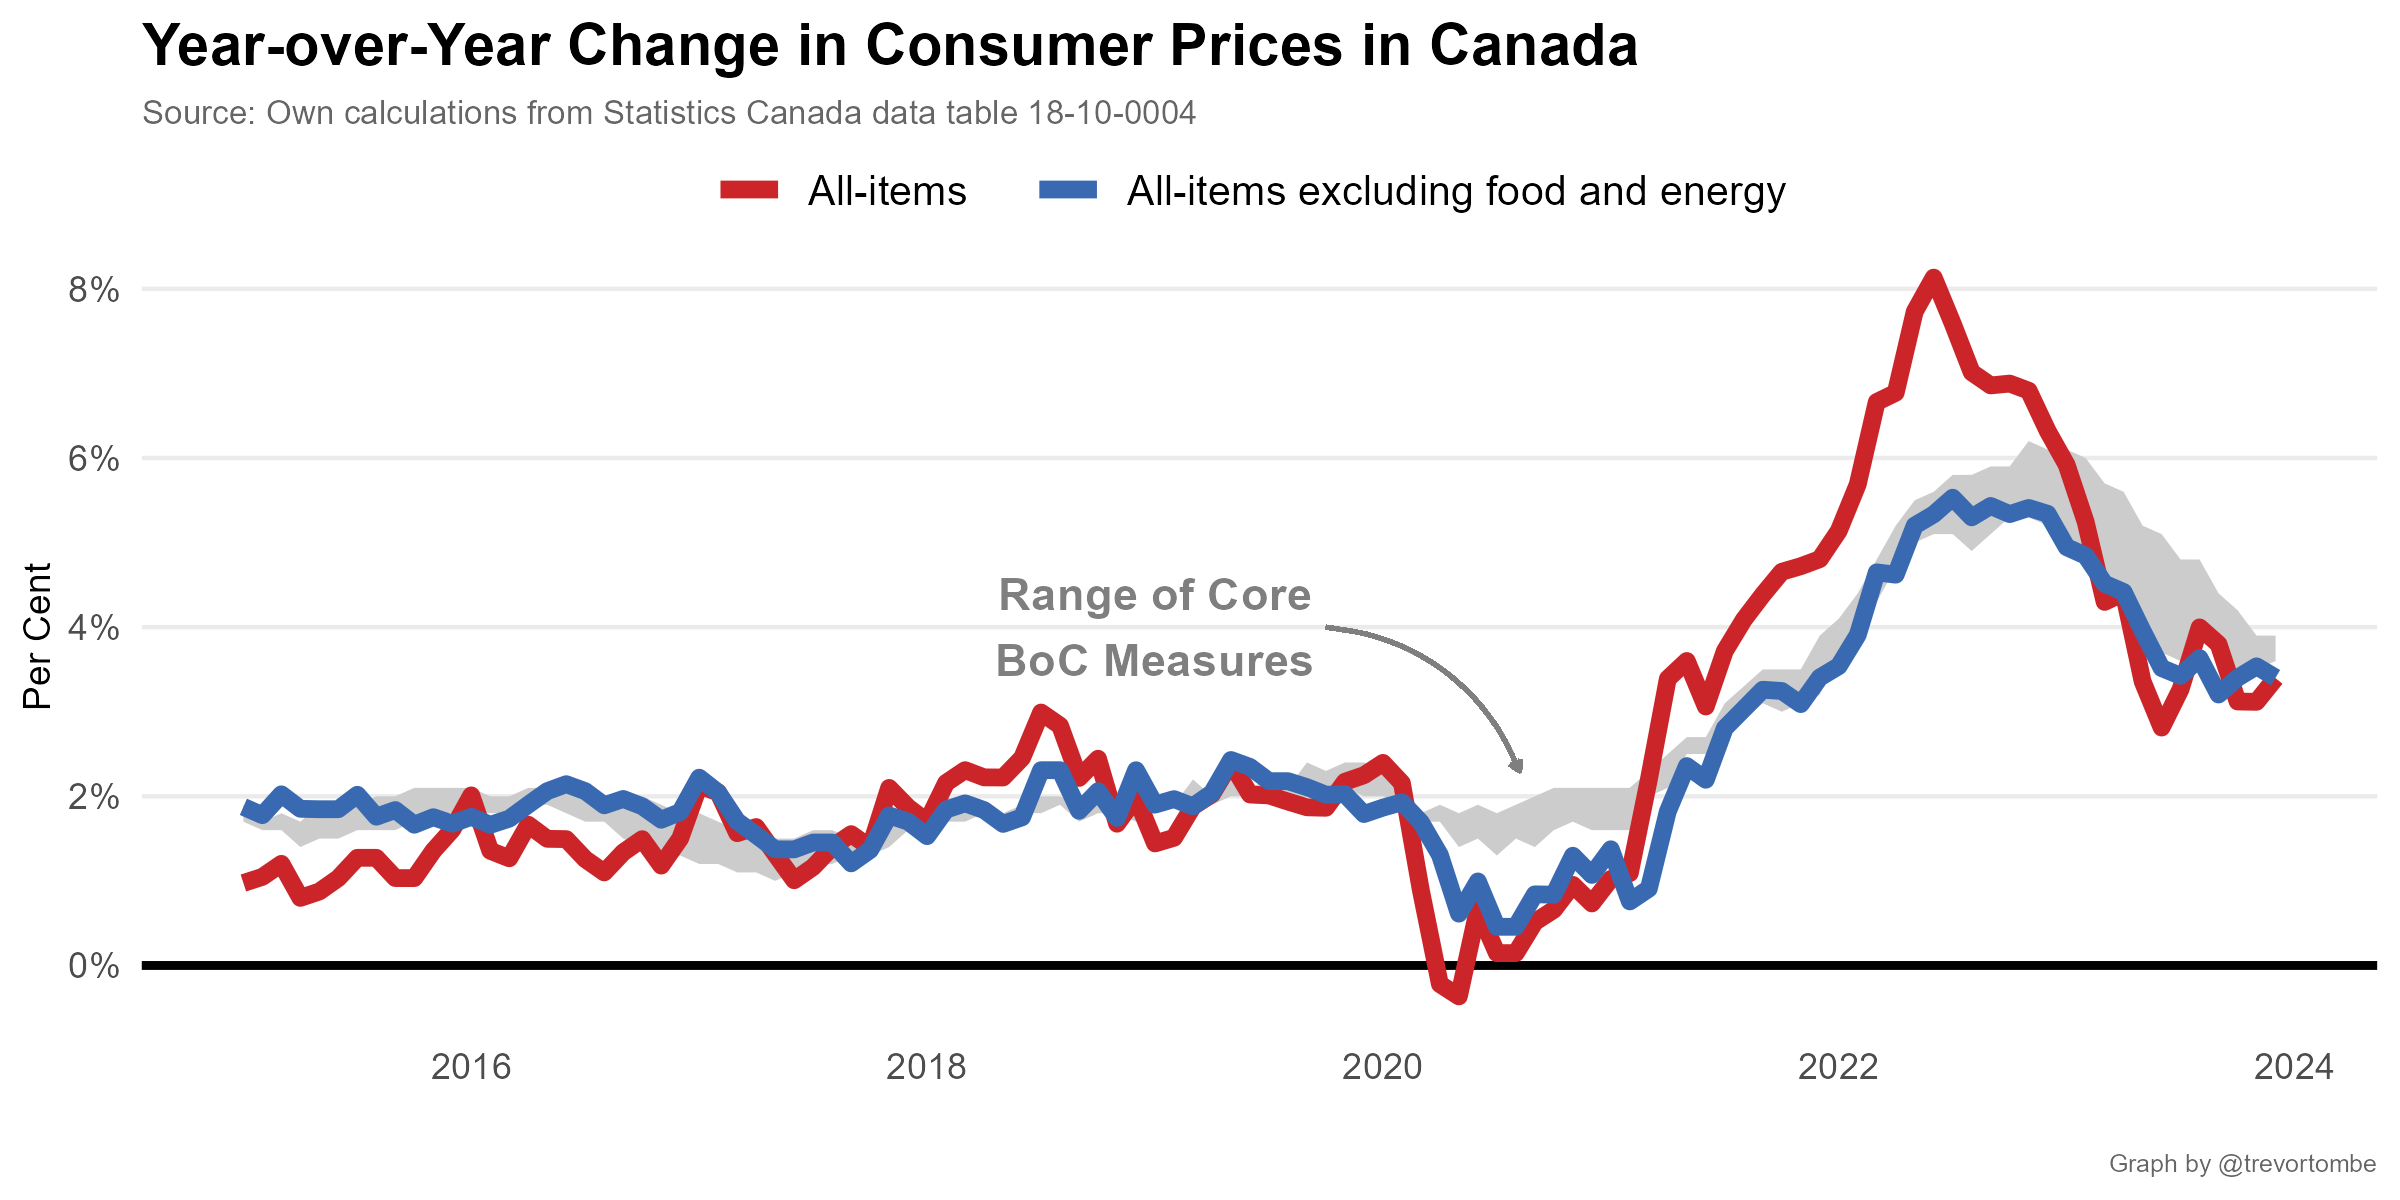 Year-over-Year Change in Consumer Prices in Canada
Source: Own calculations from Statistics Canada data table 18-10-0004
All-items All-items excluding food and energy
8%
6%
4%
2%
0%
Per Cent
Range of Core
BoC Measures
2016 2018 2020 2022 2024
Graph by @trevortombe